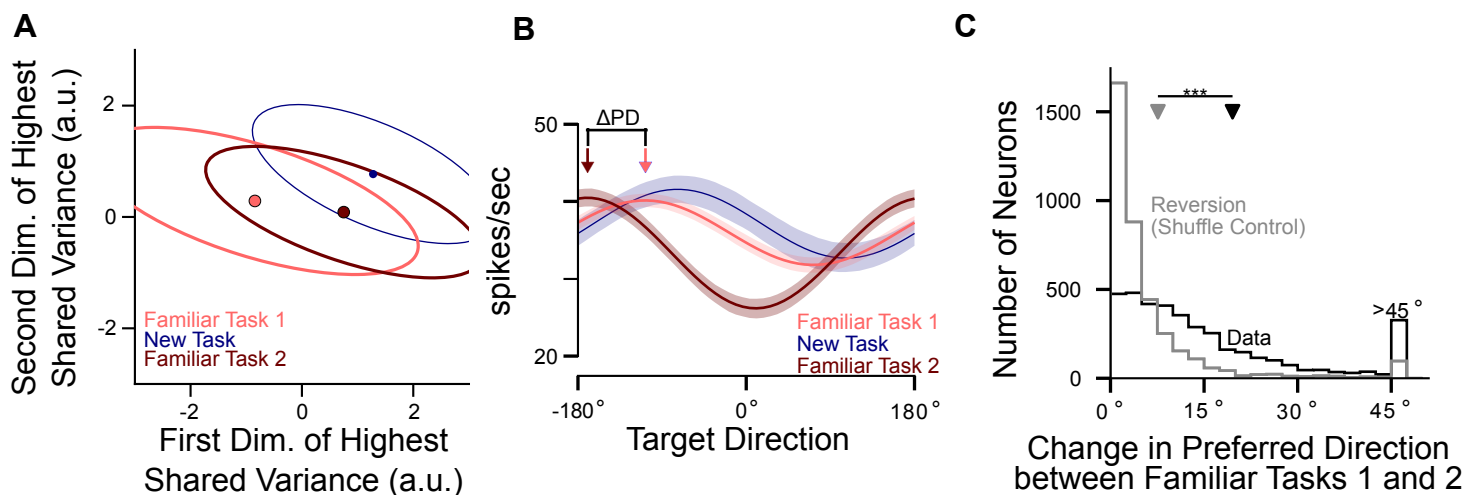 A
Second Dim. of Highest
Shared Variance (a.u.)
2
0
-2
Familiar Task 1
New Task
Familiar Task 2
-2
0
2
First Dim. of Highest
Shared Variance (a.u.)
B
50
ΔPD
spikes/sec
20
Familiar Task 1
New Task
Familiar Task 2
-180°
0°
180°
Target Direction
C
***
1500
1000
500
0
Number of Neurons
Reversion
(Shuffle Control)
Data
>45°
0°
15°
30°
45°
Change in Preferred Direction
between Familiar Tasks 1 and 2